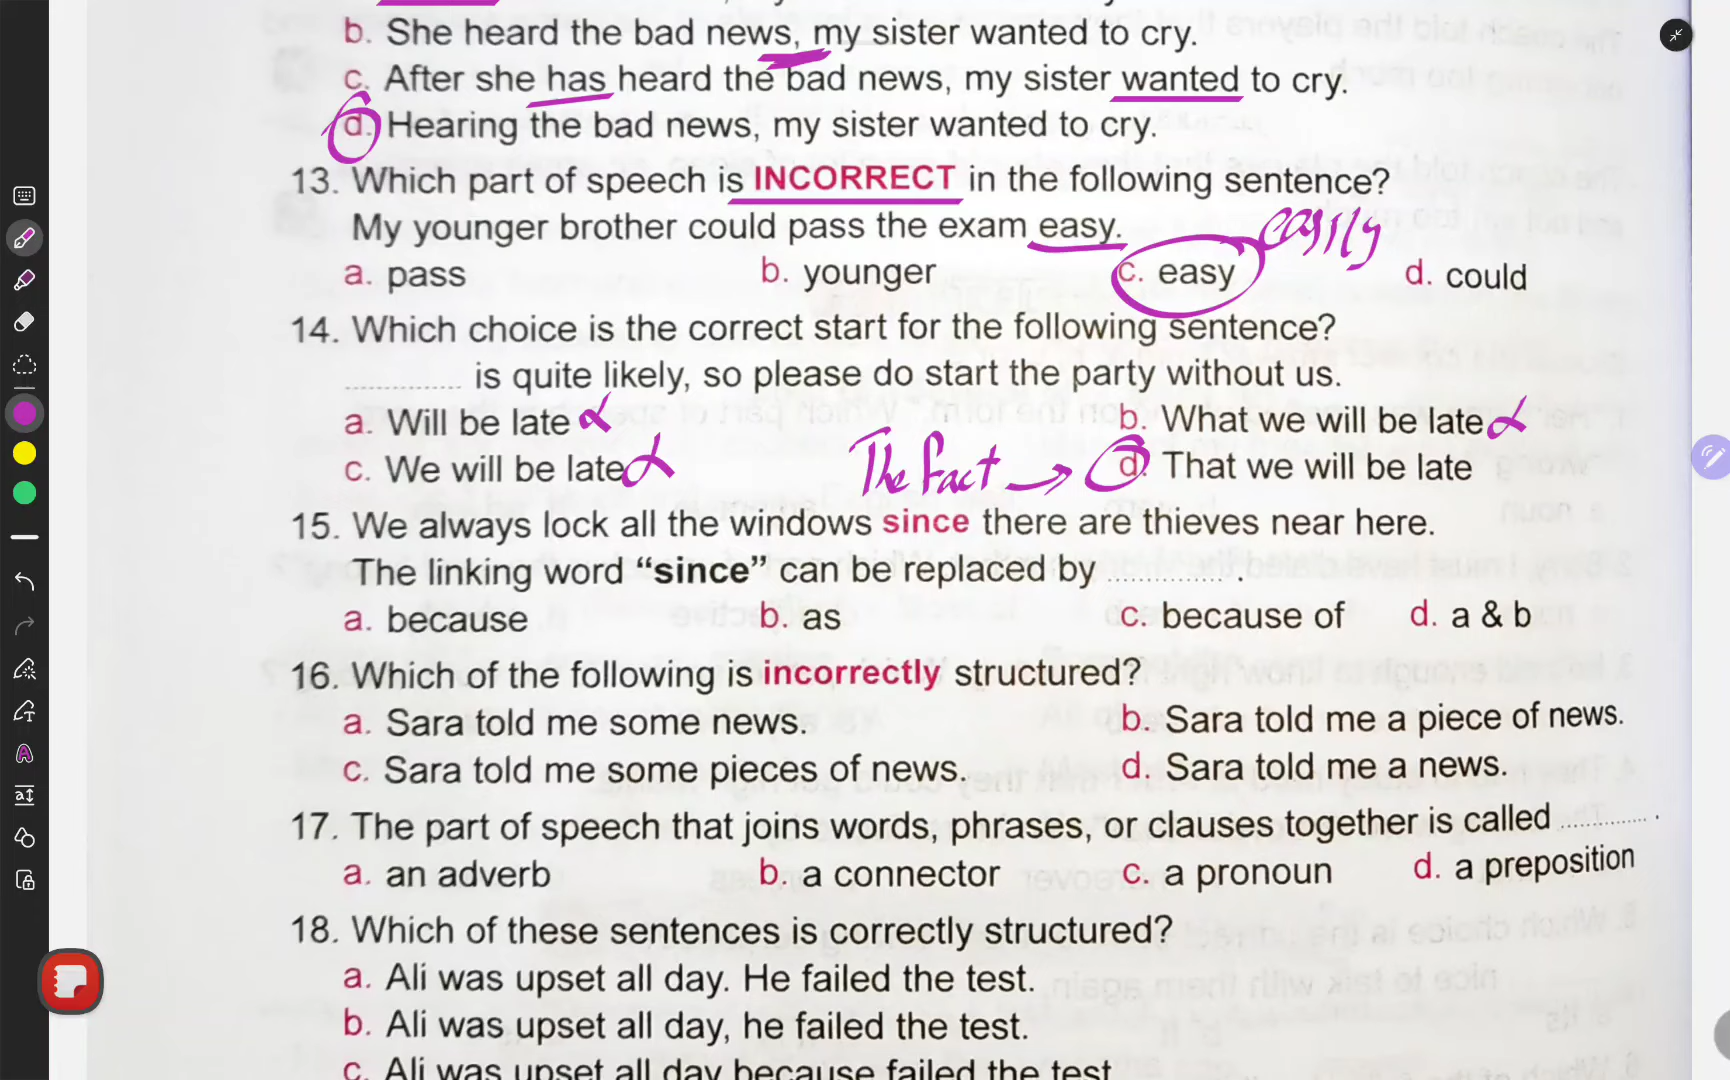 b. She heard the bad news, my sister wanted to cry.
c. After she has heard the bad news, my sister wanted to cry.
d. Hearing the bad news, my sister wanted to cry.
13. Which part of speech is INCORRECT in the following sentence?
My younger brother could pass the exam easy.
easily
a. pass b. younger c. easy d. could
14. Which choice is the correct start for the following sentence?
............ is quite likely, so please do start the party without us.
a. Will be late b. What we will be late
c. We will be late The fact → d. That we will be late
15. We always lock all the windows since there are thieves near here.
The linking word “since” can be replaced by ............ .
a. because b. as c. because of d. a & b
16. Which of the following is incorrectly structured?
a. Sara told me some news. b. Sara told me a piece of news.
c. Sara told me some pieces of news. d. Sara told me a news.
17. The part of speech that joins words, phrases, or clauses together is called ............ .
a. an adverb b. a connector c. a pronoun d. a preposition
18. Which of these sentences is correctly structured?
a. Ali was upset all day. He failed the test.
b. Ali was upset all day, he failed the test.
c. Ali was upset all day because failed the test